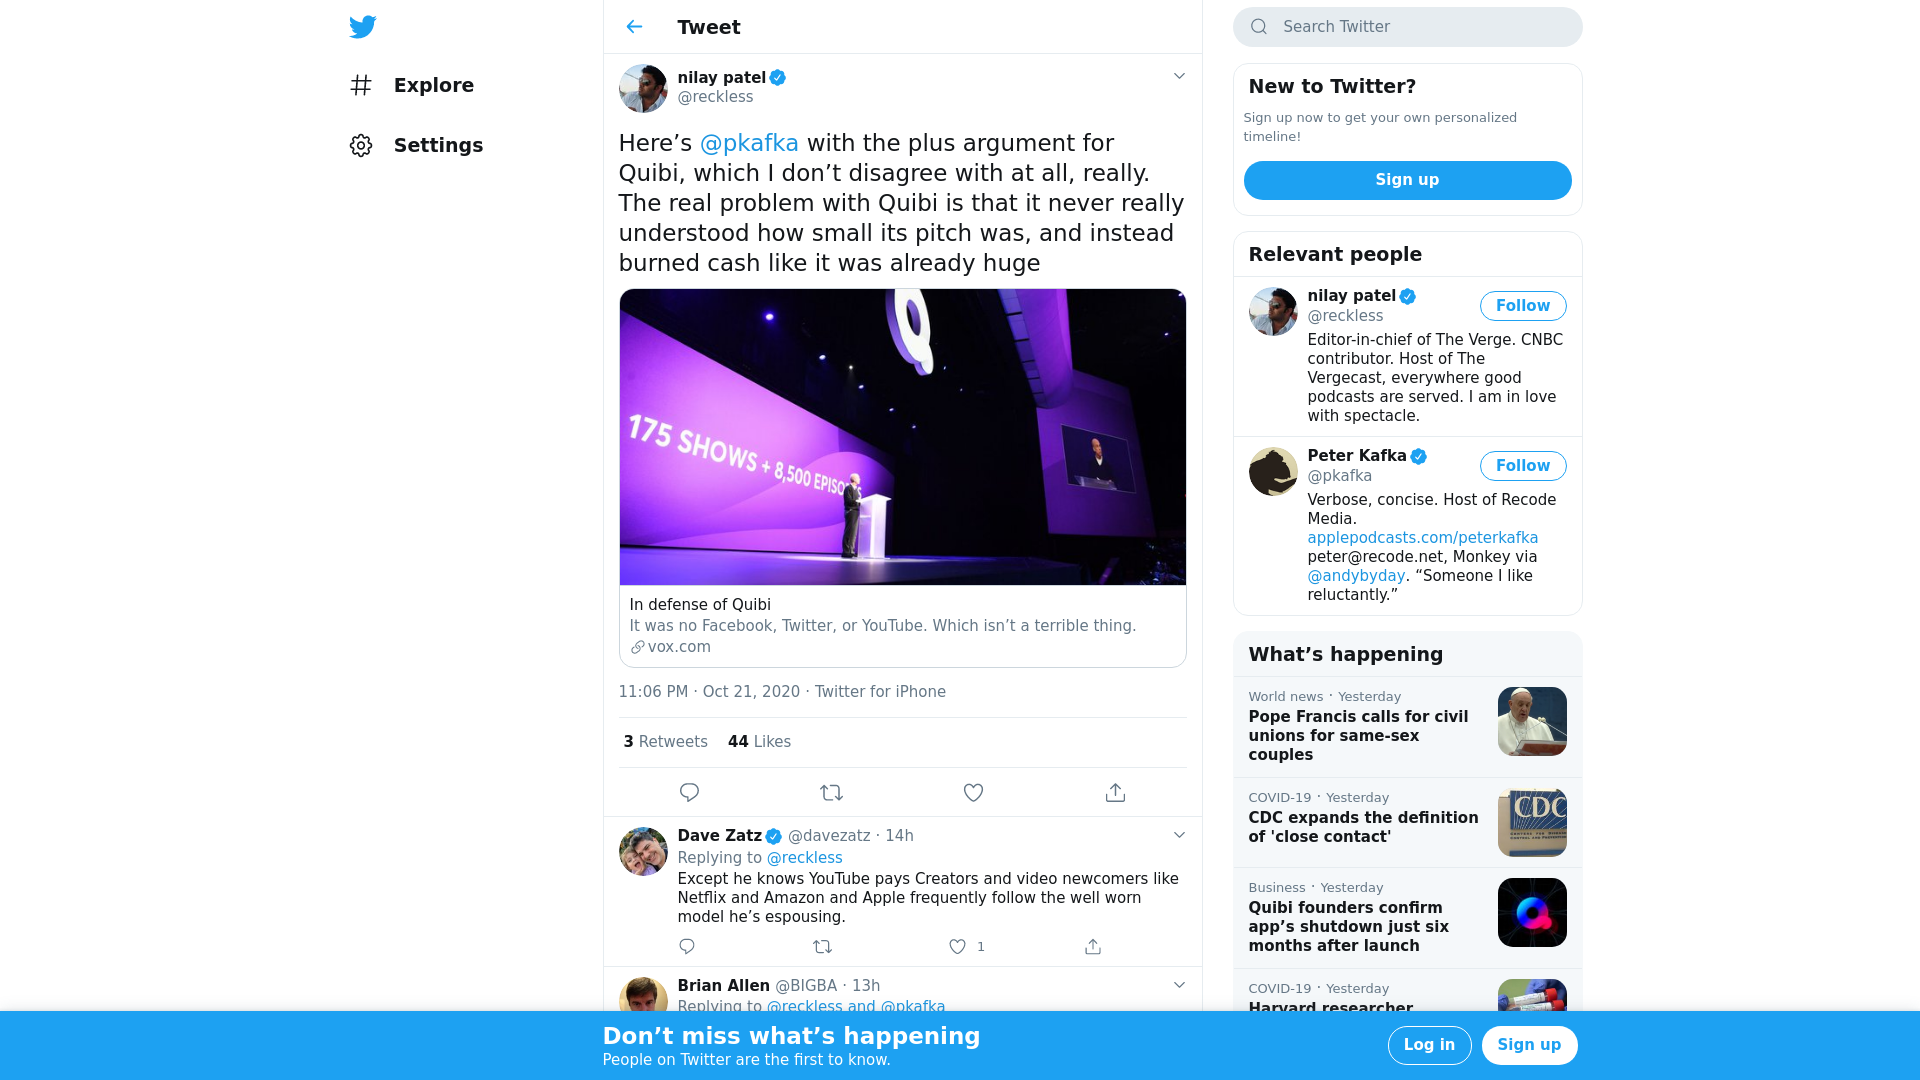 Explore
Settings
Tweet
nilay patel
@reckless
Here’s @pkafka with the plus argument for
Quibi, which I don’t disagree with at all, really.
The real problem with Quibi is that it never really
understood how small its pitch was, and instead
burned cash like it was already huge
175 SHOWS + 8,500 EPISO
In defense of Quibi
It was no Facebook, Twitter, or YouTube. Which isn’t a terrible thing.
vox.com
11:06 PM · Oct 21, 2020 · Twitter for iPhone
3 Retweets 44 Likes
Dave Zatz @davezatz · 14h
Replying to @reckless
Except he knows YouTube pays Creators and video newcomers like
Netflix and Amazon and Apple frequently follow the well worn
model he’s espousing.
1
Brian Allen @BIGBA · 13h
Replying to @reckless and @pkafka
Search Twitter
New to Twitter?
Sign up now to get your own personalized
timeline!
Sign up
Relevant people
nilay patel
@reckless
Follow
Editor-in-chief of The Verge. CNBC
contributor. Host of The
Vergecast, everywhere good
podcasts are served. I am in love
with spectacle.
Peter Kafka
@pkafka
Follow
Verbose, concise. Host of Recode
Media.
applepodcasts.com/peterkafka
peter@recode.net, Monkey via
@andybyday. “Someone I like
reluctantly.”
What’s happening
World news · Yesterday
Pope Francis calls for civil
unions for same-sex
couples
COVID-19 · Yesterday
CDC expands the definition
of 'close contact'
CDC
Business · Yesterday
Quibi founders confirm
app’s shutdown just six
months after launch
COVID-19 · Yesterday
Harvard researcher
Don’t miss what’s happening
People on Twitter are the first to know.
Log in
Sign up